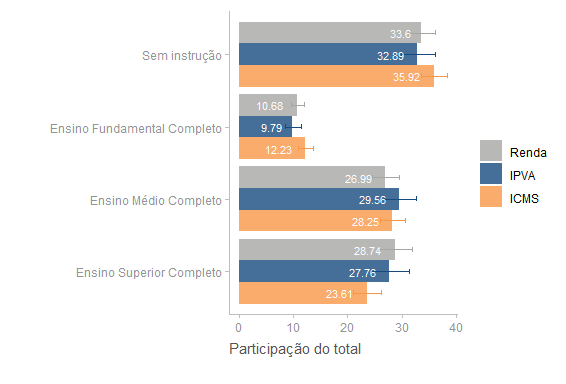 Sem instrução
33.6
32.89
35.92
Ensino Fundamental Completo
10.68
9.79
12.23
Ensino Médio Completo
26.99
29.56
28.25
Ensino Superior Completo
28.74
27.76
23.61
Renda
IPVA
ICMS
0 10 20 30 40
Participação do total